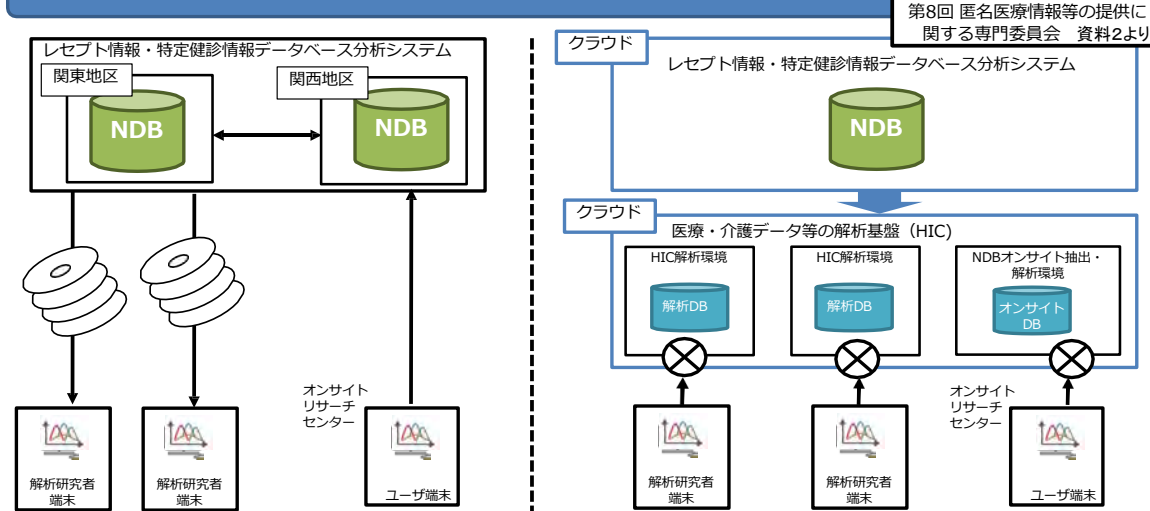 第8回 匿名医療情報等の提供に
関する専門委員会　資料2より
レセプト情報・特定健診情報データベース分析システム
関東地区
関西地区
NDB
NDB
オンサイト
リサーチ
センター
解析研究者
端末
解析研究者
端末
ユーザ端末
クラウド
レセプト情報・特定健診情報データベース分析システム
NDB
クラウド
医療・介護データ等の解析基盤（HIC)
HIC解析環境
HIC解析環境
NDBオンサイト抽出・
解析環境
解析DB
解析DB
オンサイト
DB
オンサイト
リサーチ
センター
解析研究者
端末
解析研究者
端末
ユーザ端末